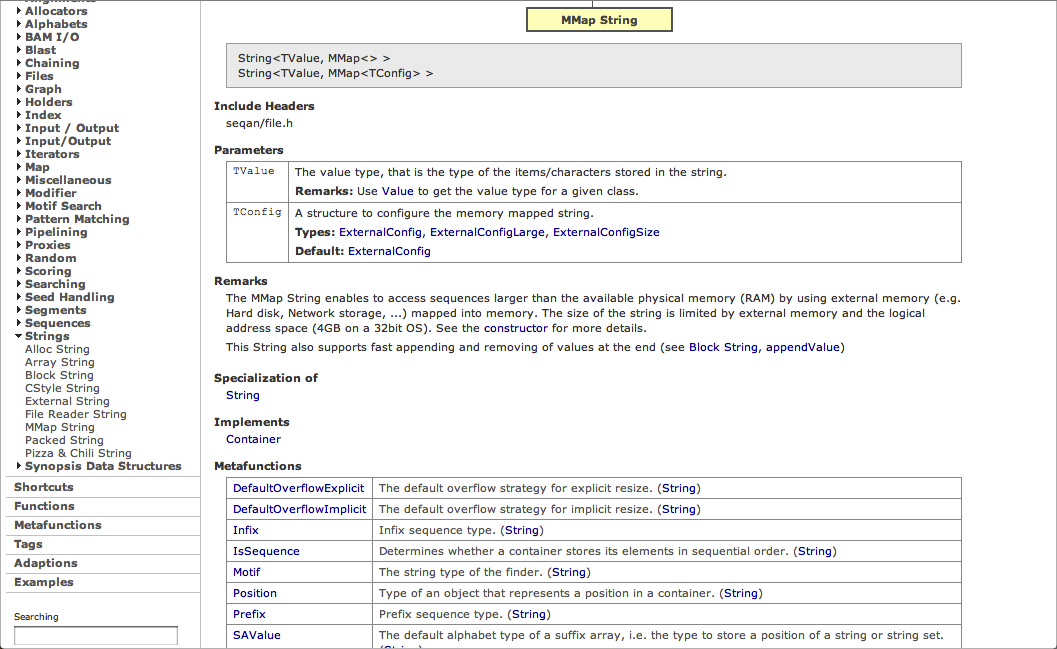 Alignments
Allocators
Alphabets
BAM I/O
Blast
Chaining
Files
Graph
Holders
Index
Input / Output
Input/Output
Iterators
Map
Miscellaneous
Modifier
Motif Search
Pattern Matching
Pipelining
Proxies
Random
Scoring
Searching
Seed Handling
Segments
Sequences
Strings
Alloc String
Array String
Block String
CStyle String
External String
File Reader String
MMap String
Packed String
Pizza & Chili String
Synopsis Data Structures
Shortcuts
Functions
Metafunctions
Tags
Adaptions
Examples
Searching
MMap String
String<TValue, MMap<> >
String<TValue, MMap<TConfig> >
Include Headers
seqan/file.h
Parameters
TValue The value type, that is the type of the items/characters stored in the string.
Remarks: Use Value to get the value type for a given class.
TConfig A structure to configure the memory mapped string.
Types: ExternalConfig, ExternalConfigLarge, ExternalConfigSize
Default: ExternalConfig
Remarks
The MMap String enables to access sequences larger than the available physical memory (RAM) by using external memory (e.g.
Hard disk, Network storage, ...) mapped into memory. The size of the string is limited by external memory and the logical
address space (4GB on a 32bit OS). See the constructor for more details.
This String also supports fast appending and removing of values at the end (see Block String, appendValue)
Specialization of
String
Implements
Container
Metafunctions
DefaultOverflowExplicit The default overflow strategy for explicit resize. (String)
DefaultOverflowImplicit The default overflow strategy for implicit resize. (String)
Infix Infix sequence type. (String)
IsSequence Determines whether a container stores its elements in sequential order. (String)
Motif The string type of the finder. (String)
Position Type of an object that represents a position in a container. (String)
Prefix Prefix sequence type. (String)
SAValue The default alphabet type of a suffix array, i.e. the type to store a position of a string or string set.
(String)